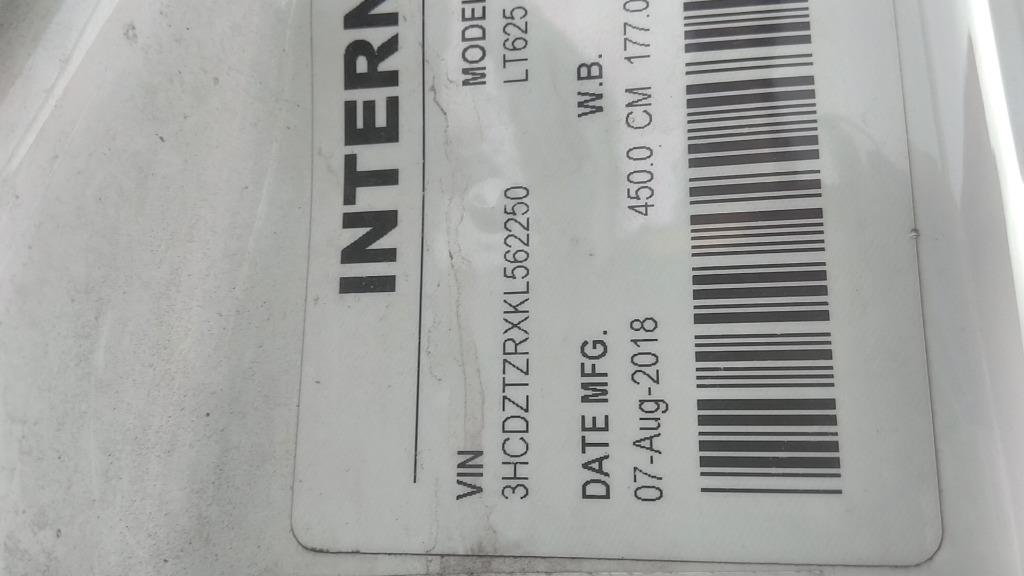 INTERN
VIN MODEL
3HCDZTZRXKL562250 LT625
DATE MFG. W.B.
07-Aug-2018 450.0 CM 177.0